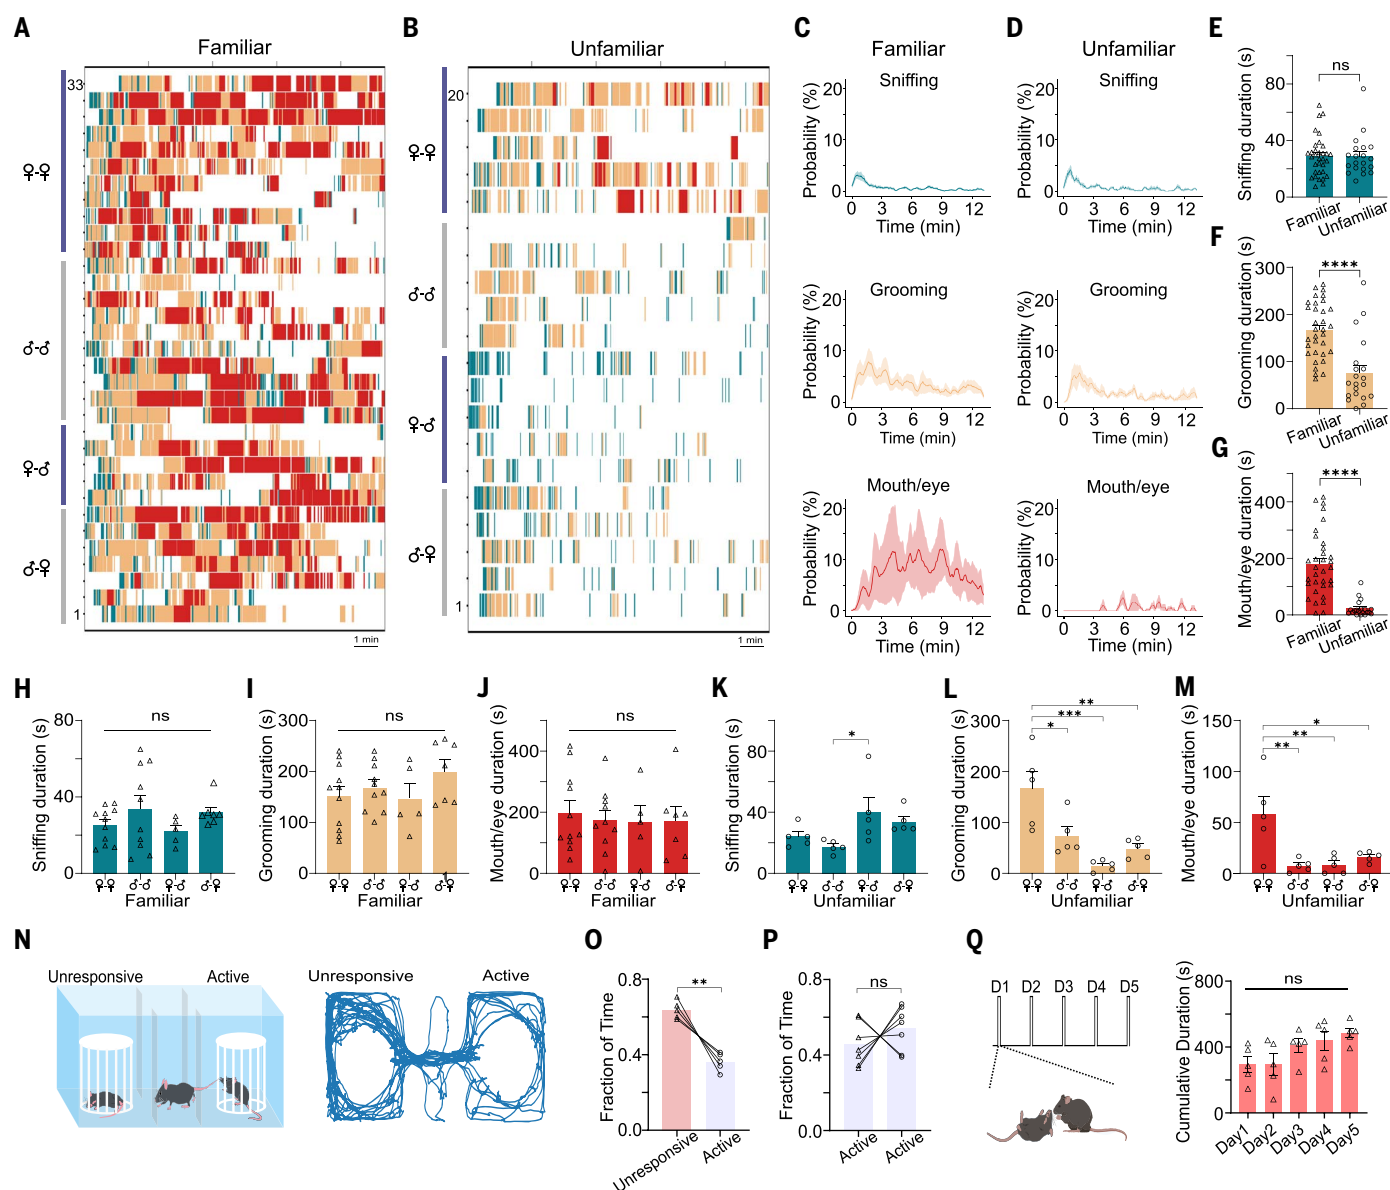 A
Familiar
33
♀-♀
♂-♂
♀-♂
♂-♀
1
1 min
B
Unfamiliar
20
♀-♀
♂-♂
♀-♂
♂-♀
1
1 min
C
Familiar
Sniffing
Probability (%)
20
10
0
0 3 6 9 12
Time (min)
Grooming
Probability (%)
20
10
0
0 3 6 9 12
Time (min)
Mouth/eye
Probability (%)
20
10
0
0 3 6 9 12
Time (min)
D
Unfamiliar
Sniffing
Probability (%)
20
10
0
0 3 6 9 12
Time (min)
Grooming
Probability (%)
20
10
0
0 3 6 9 12
Time (min)
Mouth/eye
Probability (%)
20
10
0
0 3 6 9 12
Time (min)
E
Sniffing duration (s)
80
40
0
ns
Familiar
Unfamiliar
F
Grooming duration (s)
300
200
100
0
****
Familiar
Unfamiliar
G
Mouth/eye duration (s)
400
200
0
****
Familiar
Unfamiliar
H
Sniffing duration (s)
80
40
0
ns
♀-♀ ♂-♂ ♀-♂ ♂-♀
Familiar
I
Grooming duration (s)
300
200
100
0
ns
♀-♀ ♂-♂ ♀-♂ ♂-♀
Familiar
J
Mouth/eye duration (s)
400
200
0
ns
♀-♀ ♂-♂ ♀-♂ ♂-♀
Familiar
K
Sniffing duration (s)
80
40
0
*
♀-♀ ♂-♂ ♀-♂ ♂-♀
Unfamiliar
L
Grooming duration (s)
300
200
100
0
**
***
*
♀-♀ ♂-♂ ♀-♂ ♂-♀
Unfamiliar
M
Mouth/eye duration (s)
150
100
50
0
*
**
**
♀-♀ ♂-♂ ♀-♂ ♂-♀
Unfamiliar
N
Unresponsive Active
Unresponsive Active
O
Fraction of Time
0.8
0.4
0.0
**
Unresponsive
Active
P
Fraction of Time
0.8
0.4
0.0
ns
Active
Active
Q
D1 D2 D3 D4 D5
Cumulative Duration (s)
800
400
0
ns
Day1
Day2
Day3
Day4
Day5